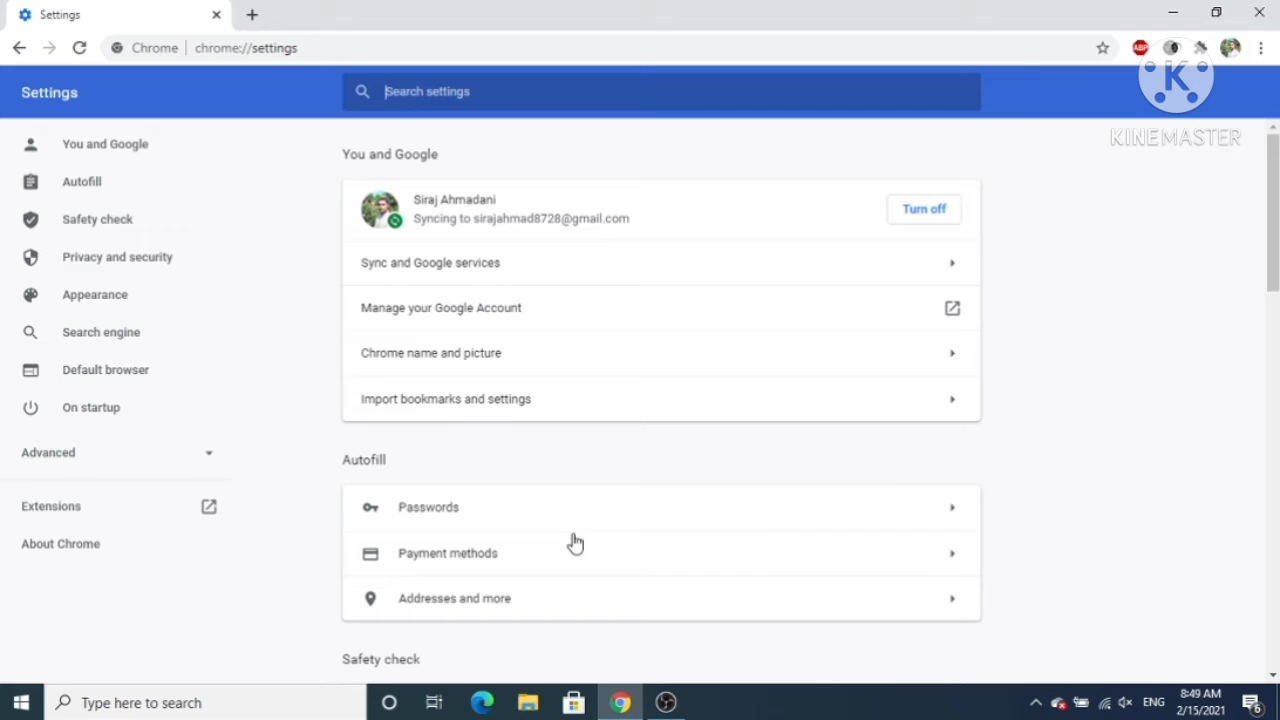 Settings
Chrome
chrome://settings
ABP
Settings
Search settings
K
KINEMASTER
You and Google
Autofill
Safety check
Privacy and security
Appearance
Search engine
Default browser
On startup
Advanced
Extensions
About Chrome
You and Google
Siraj Ahmadani
Syncing to sirajahmad8728@gmail.com
Turn off
Sync and Google services
Manage your Google Account
Chrome name and picture
Import bookmarks and settings
Autofill
Passwords
Payment methods
Addresses and more
Safety check
Type here to search
ENG
8:49 AM
2/15/2021
6